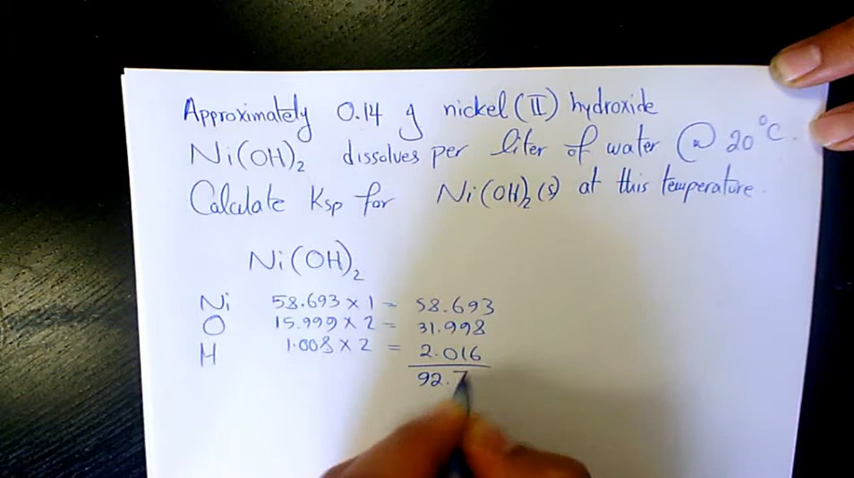 Approximately 0.14 g nickel (II) hydroxide
Ni(OH)₂ dissolves per liter of water @ 20°C.
Calculate Ksp for Ni(OH)₂(s) at this temperature.
Ni(OH)₂
Ni 58.693 × 1 = 58.693
O 15.999 × 2 = 31.998
H 1.008 × 2 = 2.016
92.7